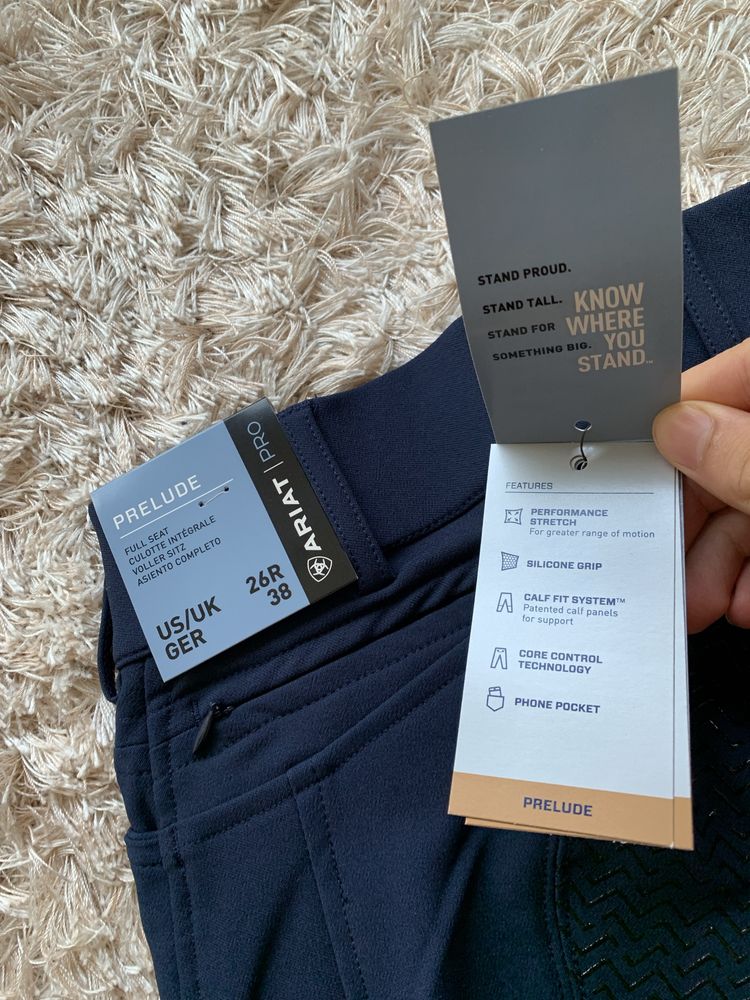 STAND PROUD.
STAND TALL.
STAND FOR
SOMETHING BIG.
KNOW
WHERE
YOU
STAND.™
PRELUDE
FULL SEAT
CULOTTE INTÉGRALE
VOLLER SITZ
ASIENTO COMPLETO
US/UK 26R
GER 38
ARIAT | PRO
FEATURES
PERFORMANCE
STRETCH
For greater range of motion
SILICONE GRIP
CALF FIT SYSTEM™
Patented calf panels
for support
CORE CONTROL
TECHNOLOGY
PHONE POCKET
PRELUDE